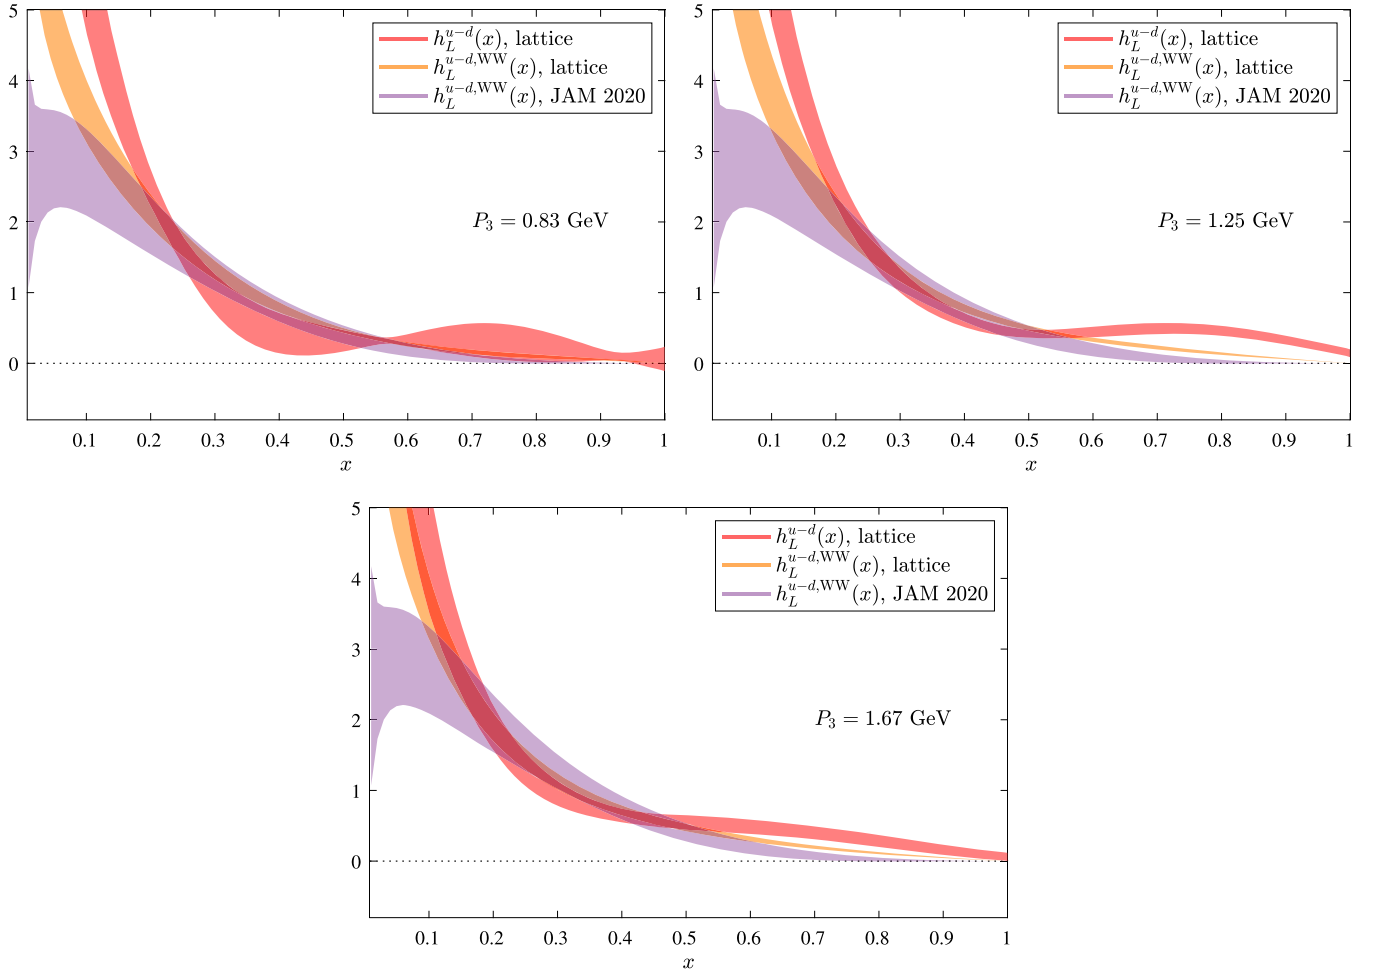 5
4
3
2
1
0
h_L^{u−d}(x), lattice
h_L^{u−d,WW}(x), lattice
h_L^{u−d,WW}(x), JAM 2020
P_3 = 0.83 GeV
0.1 0.2 0.3 0.4 0.5 0.6 0.7 0.8 0.9 1
x
5
4
3
2
1
0
h_L^{u−d}(x), lattice
h_L^{u−d,WW}(x), lattice
h_L^{u−d,WW}(x), JAM 2020
P_3 = 1.25 GeV
0.1 0.2 0.3 0.4 0.5 0.6 0.7 0.8 0.9 1
x
5
4
3
2
1
0
h_L^{u−d}(x), lattice
h_L^{u−d,WW}(x), lattice
h_L^{u−d,WW}(x), JAM 2020
P_3 = 1.67 GeV
0.1 0.2 0.3 0.4 0.5 0.6 0.7 0.8 0.9 1
x